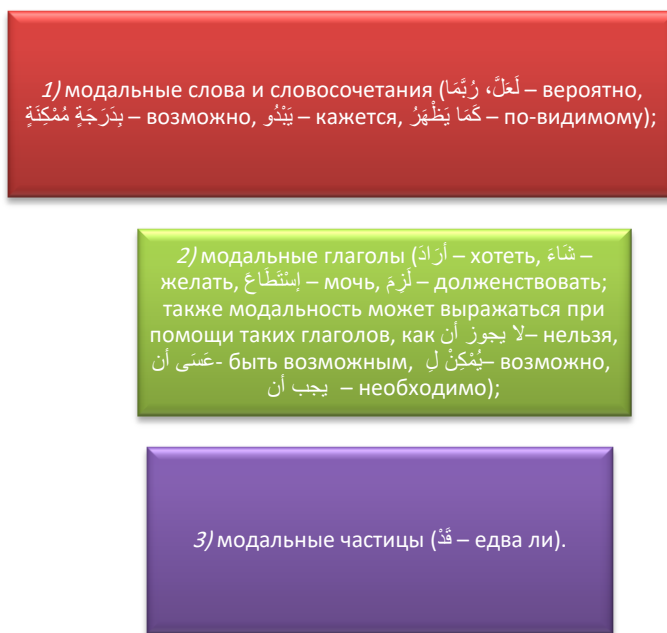 1) модальные слова и словосочетания (لَعَلَّ، رُبَّمَا – вероятно,
بِدَرَجَةٍ مُمْكِنَةٍ – возможно, يَبْدُو – кажется, كَمَا يَظْهَرُ – по-видимому);
2) модальные глаголы (أرَادَ – хотеть, شَاءَ –
желать, إسْتَطَاعَ – мочь, لَزِمَ – долженствовать;
также модальность может выражаться при
помощи таких глаголов, как لا يجوز أن – нельзя,
عَسَى أن - быть возможным, يُمْكِنْ لِ – возможно,
يجب أن – необходимо);
3) модальные частицы (قَدْ – едва ли).